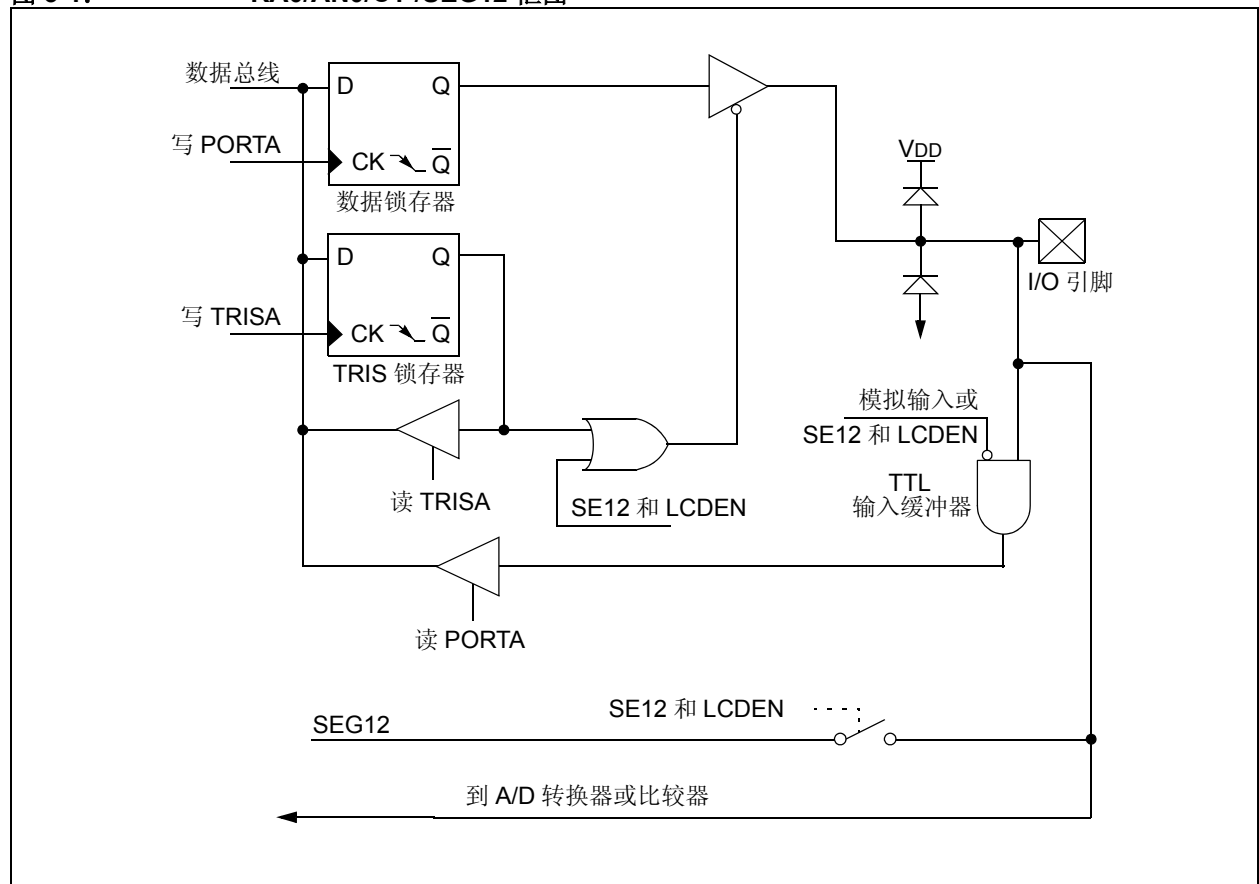 数据总线
D
Q
写 PORTA
CK
Q
数据锁存器
VDD
D
Q
I/O 引脚
写 TRISA
CK
Q
TRIS 锁存器
模拟输入或
SE12 和 LCDEN
读 TRISA
SE12 和 LCDEN
TTL
输入缓冲器
读 PORTA
SE12 和 LCDEN
SEG12
到 A/D 转换器或比较器